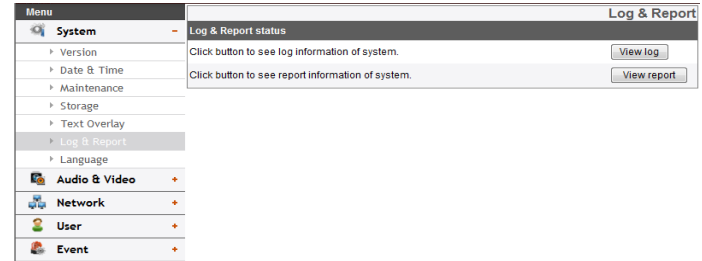 Menu
System
Version
Date & Time
Maintenance
Storage
Text Overlay
Log & Report
Language
Audio & Video
Network
User
Event
Log & Report
Log & Report status
Click button to see log information of system. View log
Click button to see report information of system. View report